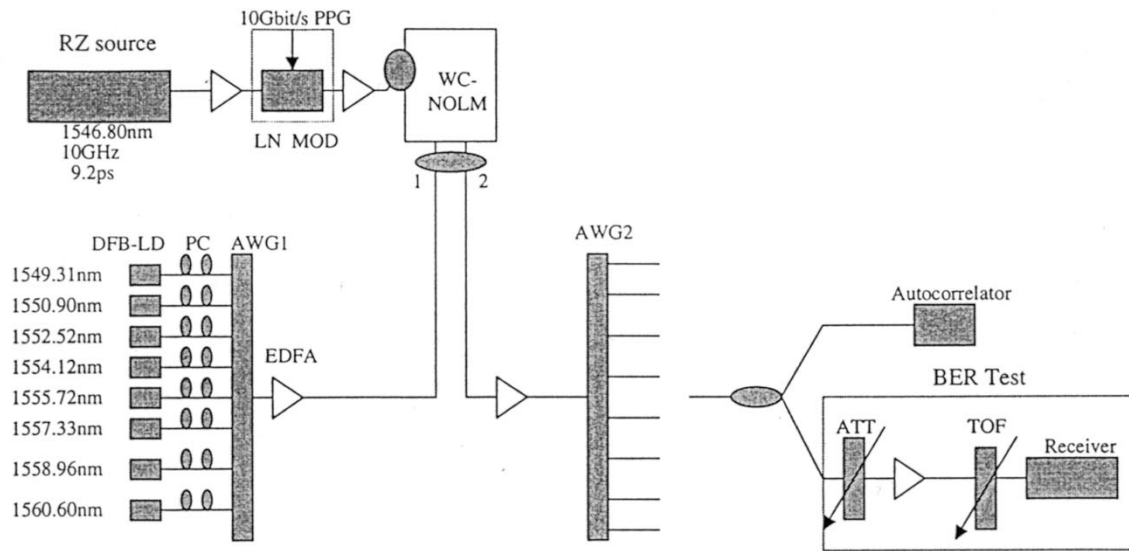 10Gbit/s PPG
RZ source
WC-
NOLM
1546.80nm
10GHz
9.2ps
LN MOD
1 2
DFB-LD PC AWG1
AWG2
1549.31nm
1550.90nm
1552.52nm
1554.12nm
1555.72nm
1557.33nm
1558.96nm
1560.60nm
EDFA
Autocorrelator
BER Test
ATT
TOF
Receiver